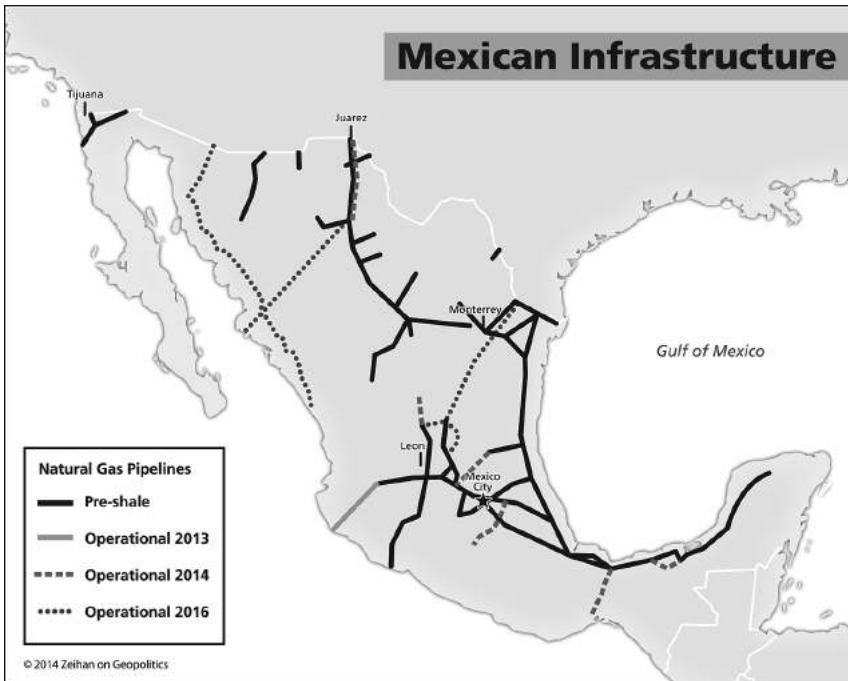 Mexican Infrastructure
Tijuana
Juarez
Monterrey
Gulf of Mexico
Leon
Mexico
City
Natural Gas Pipelines
Pre-shale
Operational 2013
Operational 2014
Operational 2016
© 2014 Zeihan on Geopolitics